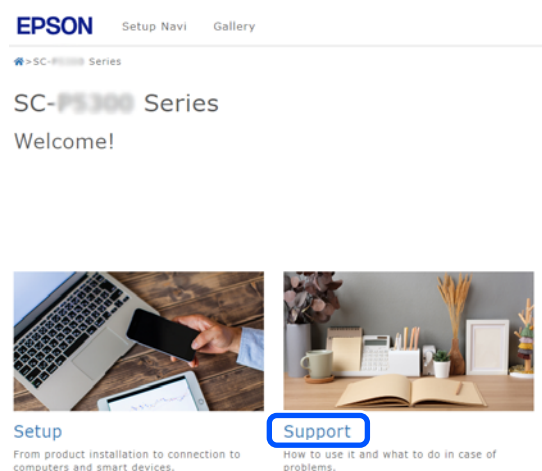 EPSON Setup Navi Gallery
>SC- Series
SC- Series
Welcome!
Setup
Support
From product installation to connection to
computers and smart devices.
How to use it and what to do in case of
problems.